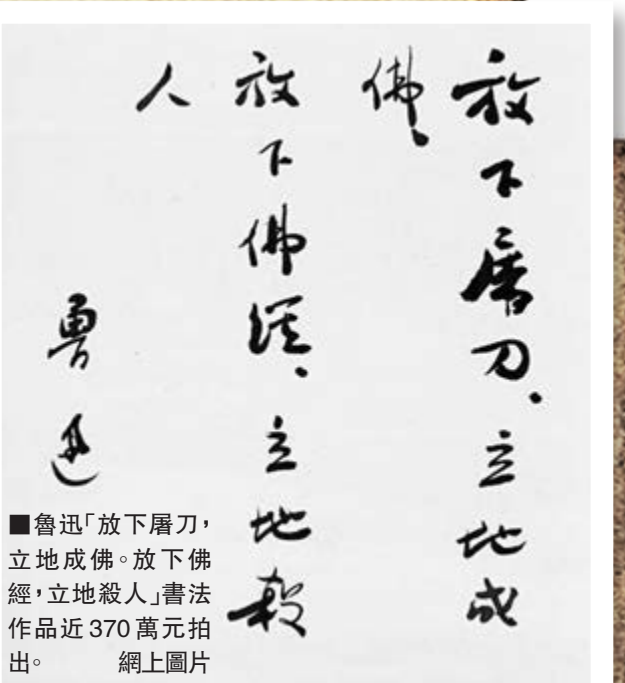 放下屠刀、立地成
佛、
放下佛經、立地殺
人
魯迅
■魯迅「放下屠刀，
立地成佛。放下佛
經，立地殺人」書法
作品近370萬元拍
出。 網上圖片